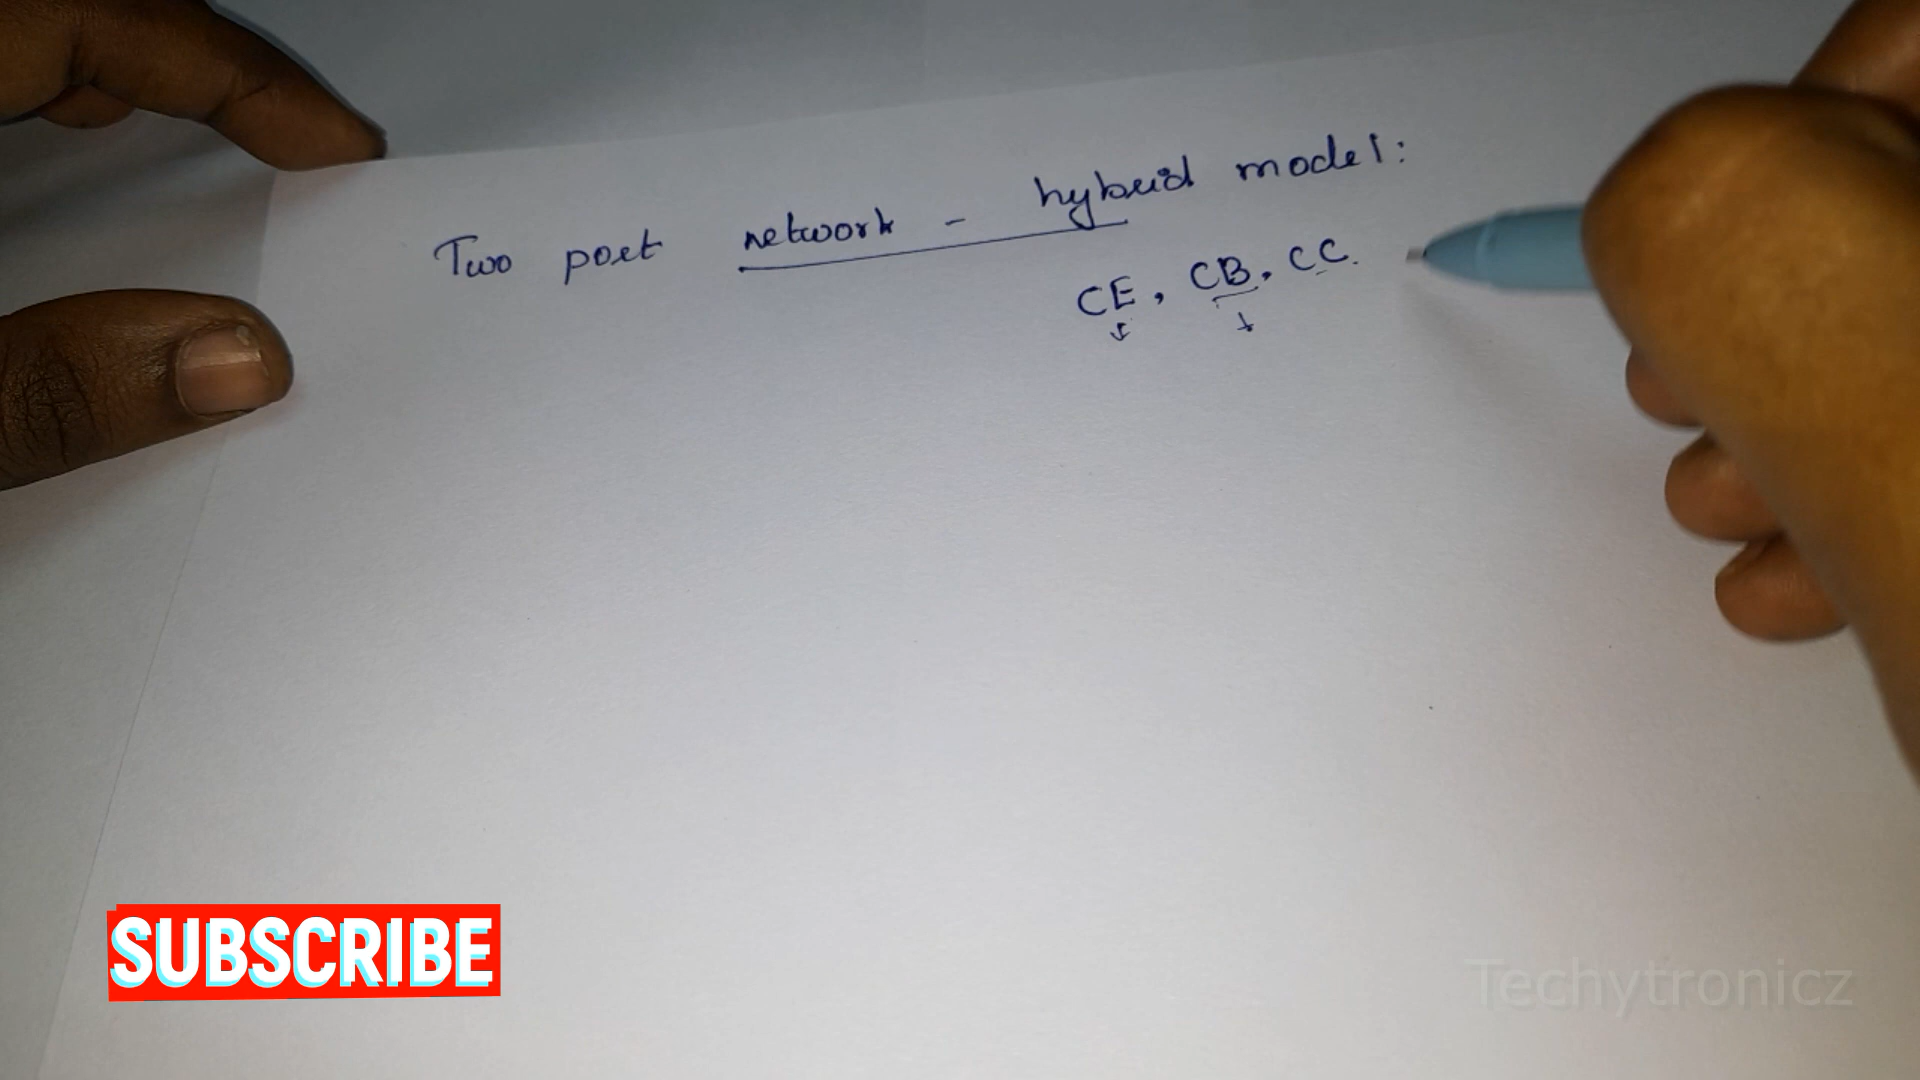 Two port network - hybrid model:
CE, CB, CC.
SUBSCRIBE
Techytronicz